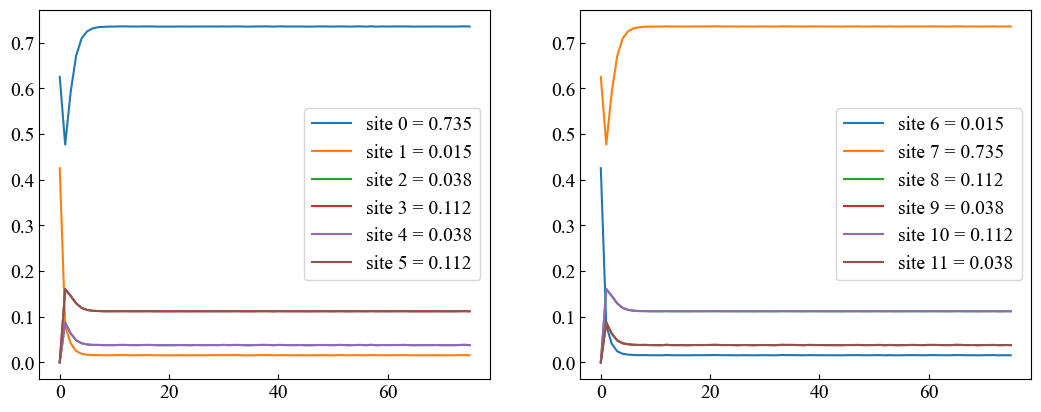 0.7
0.6
0.5
0.4
0.3
0.2
0.1
0.0
0 20 40 60
site 0 = 0.735
site 1 = 0.015
site 2 = 0.038
site 3 = 0.112
site 4 = 0.038
site 5 = 0.112
0.7
0.6
0.5
0.4
0.3
0.2
0.1
0.0
0 20 40 60
site 6 = 0.015
site 7 = 0.735
site 8 = 0.112
site 9 = 0.038
site 10 = 0.112
site 11 = 0.038